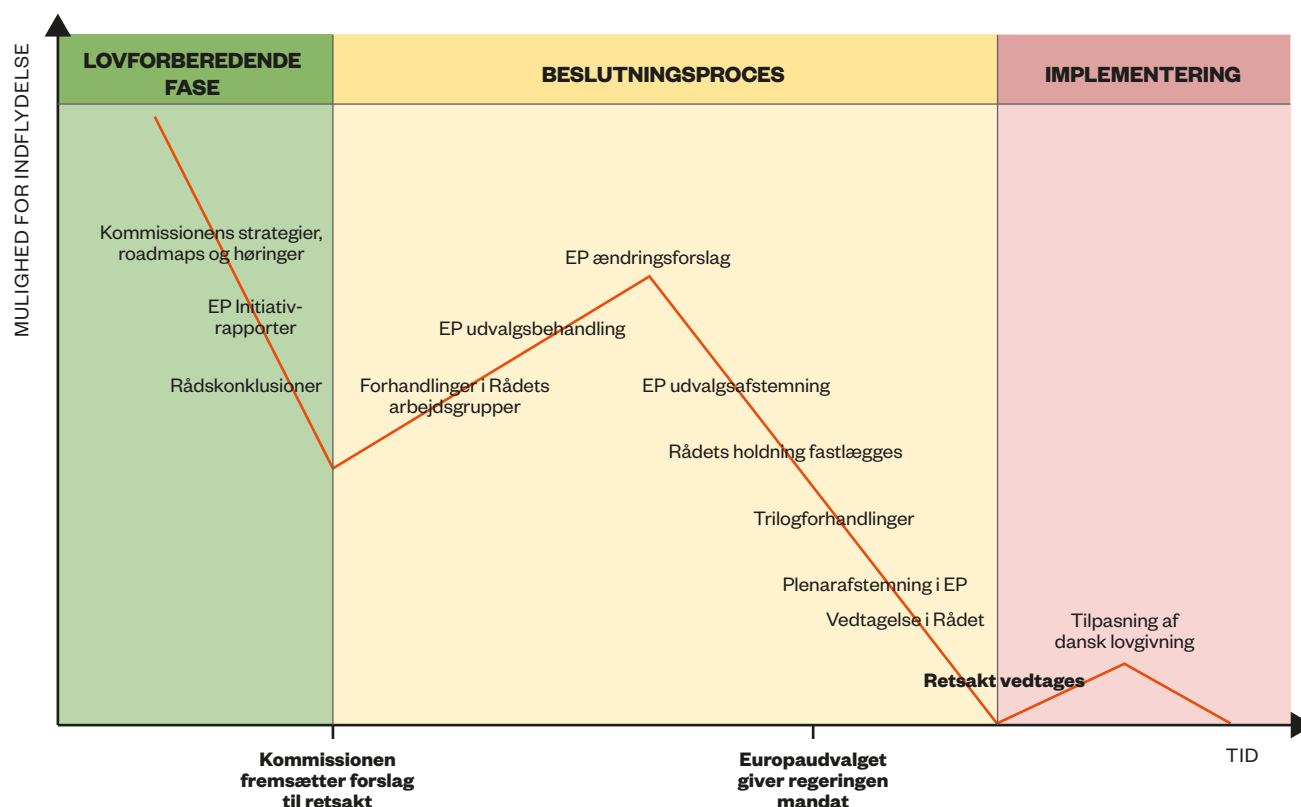 MULIGHED FOR INDFLYDELSE
LOVFORBEREDENDE
FASE
BESLUTNINGSPROCES
IMPLEMENTERING
Kommissionens strategier,
roadmaps og høringer
EP Initiativ-
rapporter
Rådskonklusioner
EP ændringsforslag
EP udvalgsbehandling
Forhandlinger i Rådets
arbejdsgrupper
EP udvalgsafstemning
Rådets holdning fastlægges
Trilogforhandlinger
Plenarafstemning i EP
Vedtagelse i Rådet
Retsakt vedtages
Tilpasning af
dansk lovgivning
Kommissionen
fremsætter forslag
til retsakt
Europaudvalget
giver regeringen
mandat
TID